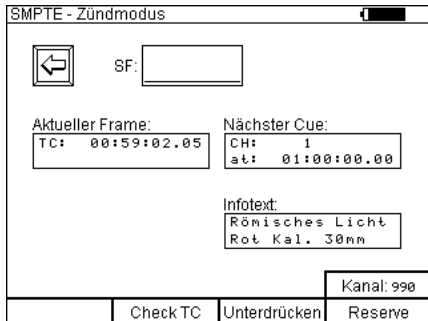 SMPTE - Zündmodus
SF:
Aktueller Frame:
TC: 00:59:02.05
Nächster Cue:
CH: 1
at: 01:00:00.00
Infotext:
Römisches Licht
Rot Kal. 30mm
Kanal: 990
Check TC Unterdrücken Reserve